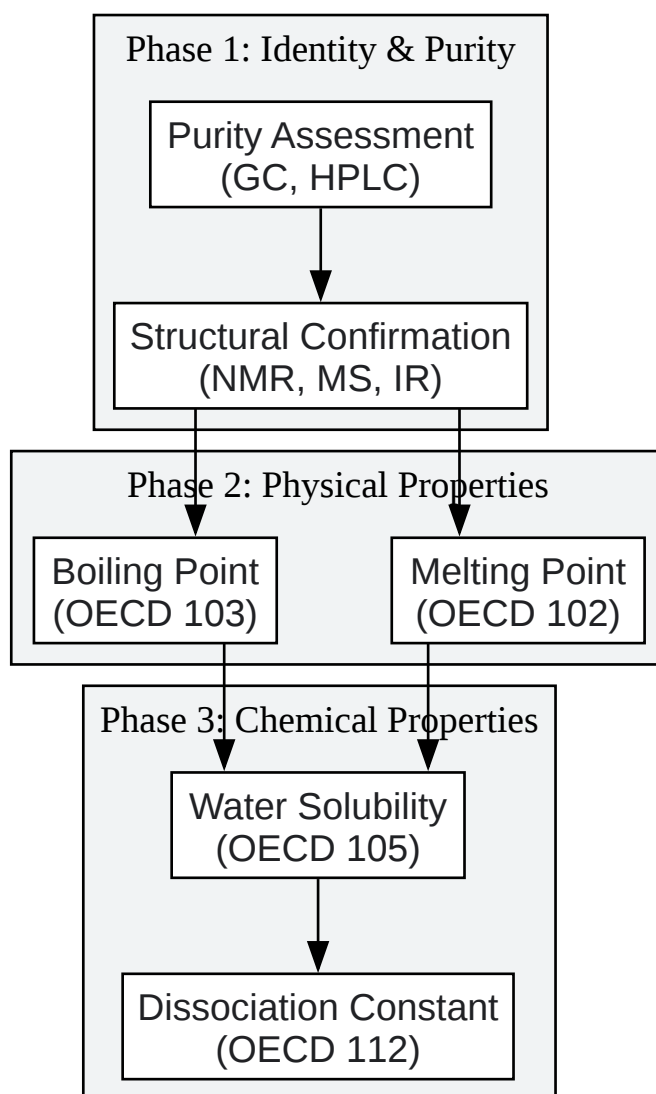 Phase 1: Identity & Purity
Purity Assessment
(GC, HPLC)
Structural Confirmation
(NMR, MS, IR)
Phase 2: Physical Properties
Boiling Point
(OECD 103)
Melting Point
(OECD 102)
Phase 3: Chemical Properties
Water Solubility
(OECD 105)
Dissociation Constant
(OECD 112)